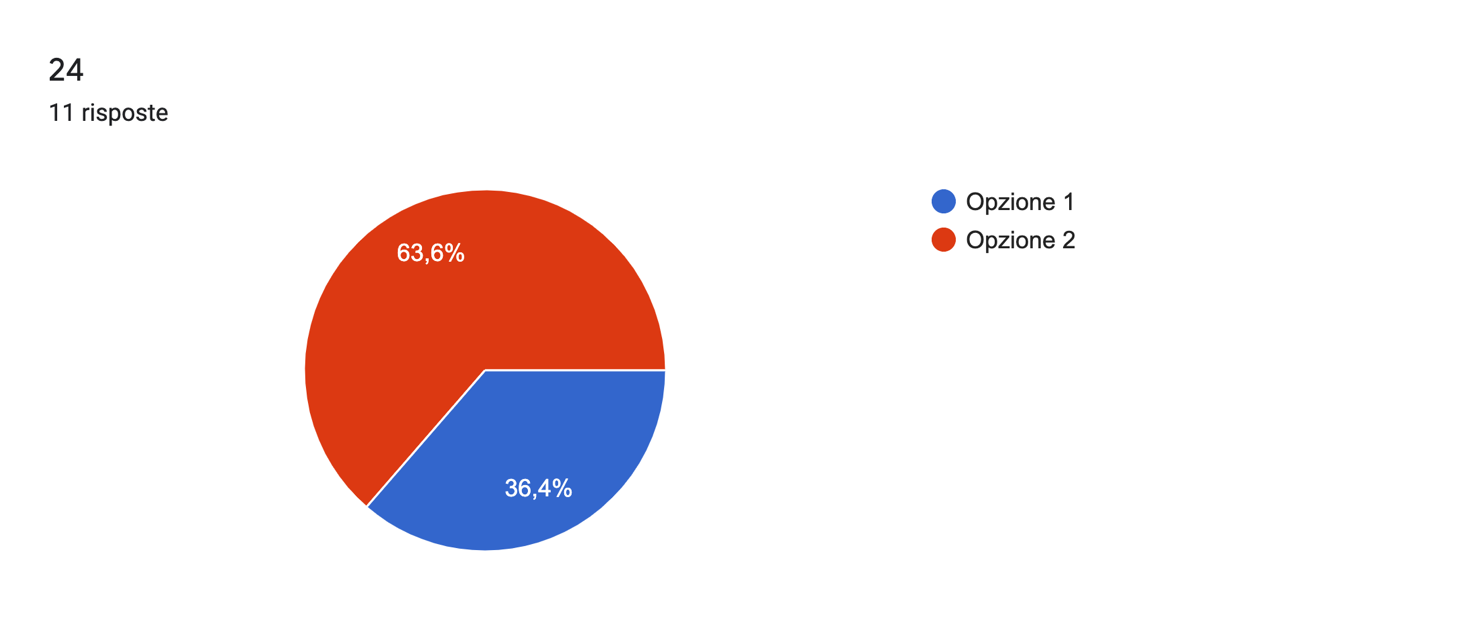 24
11 risposte
Opzione 1
Opzione 2
63,6%
36,4%